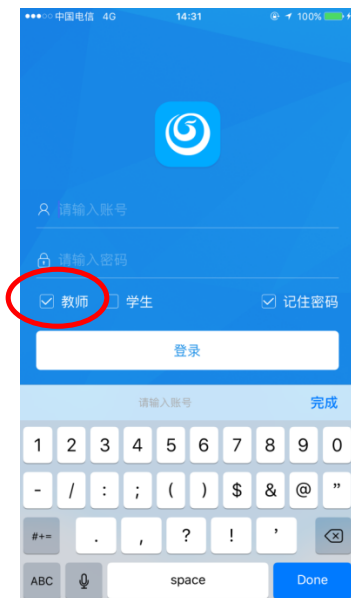 中国电信 4G 14:31 100%
请输入账号
请输入密码
教师 学生 记住密码
登录
请输入账号 完成
1 2 3 4 5 6 7 8 9 0
- / : ; ( ) $ & @ ”
#+= . , ? ! ’
ABC space Done